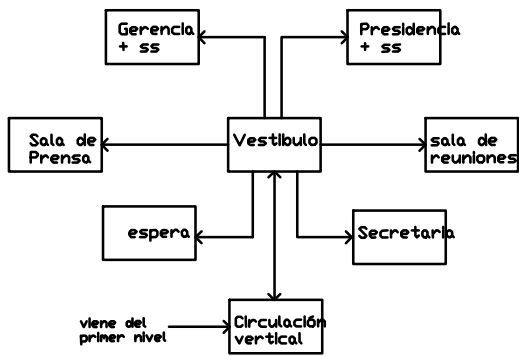 Gerencia
+ ss
Presidencia
+ ss
Sala de
Prensa
Vestibulo
sala de
reuniones
espera
Secretaria
viene del
primer nivel
Circulación
vertical